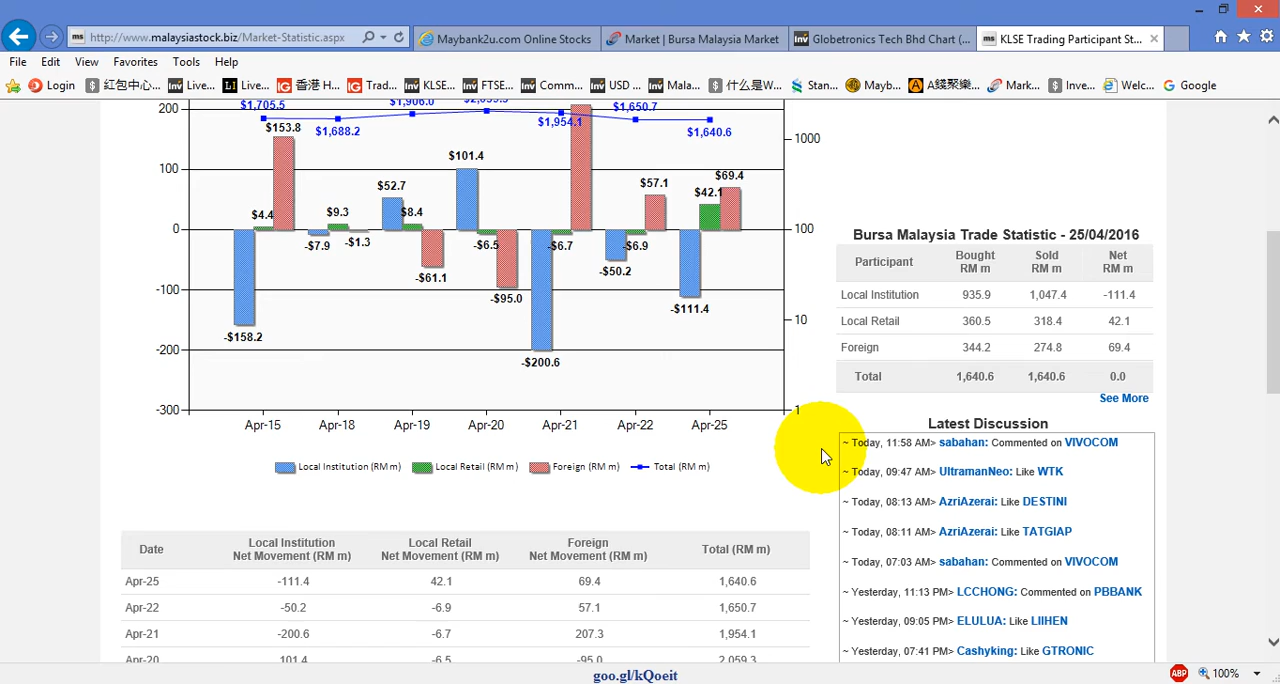 http://www.malaysiastock.biz/Market-Statistic.aspx
Maybank2u.com Online Stocks
Market | Bursa Malaysia Market
Globetronics Tech Bhd Chart (...
KLSE Trading Participant St...
File Edit View Favorites Tools Help
Login 红包中心... Live... Live... 香港 H... Trad... KLSE... FTSE... Comm... USD ... Mala... 什么是W... Stan... Mayb... A錢聚樂... Mark... Inve... Welc... Google
200
100
0
-100
-200
-300
1000
100
10
1
$1,705.5
$1,688.2
$1,906.0
$1,954.1
$1,650.7
$1,640.6
$153.8
$4.4
-$158.2
$9.3
-$7.9
-$1.3
$52.7
$8.4
-$61.1
$101.4
-$6.5
-$95.0
-$6.7
-$200.6
$57.1
-$6.9
-$50.2
$69.4
$42.1
-$111.4
Apr-15 Apr-18 Apr-19 Apr-20 Apr-21 Apr-22 Apr-25
Local Institution (RM m) Local Retail (RM m) Foreign (RM m) Total (RM m)
Date Local Institution Net Movement (RM m) Local Retail Net Movement (RM m) Foreign Net Movement (RM m) Total (RM m)
Apr-25 -111.4 42.1 69.4 1,640.6
Apr-22 -50.2 -6.9 57.1 1,650.7
Apr-21 -200.6 -6.7 207.3 1,954.1
Apr-20 101.4 -6.5 -95.0 2,059.3
Bursa Malaysia Trade Statistic - 25/04/2016
Participant Bought RM m Sold RM m Net RM m
Local Institution 935.9 1,047.4 -111.4
Local Retail 360.5 318.4 42.1
Foreign 344.2 274.8 69.4
Total 1,640.6 1,640.6 0.0
See More
Latest Discussion
~ Today, 11:58 AM> sabahan: Commented on VIVOCOM
~ Today, 09:47 AM> UltramanNeo: Like WTK
~ Today, 08:13 AM> AzriAzerai: Like DESTINI
~ Today, 08:11 AM> AzriAzerai: Like TATGIAP
~ Today, 07:03 AM> sabahan: Commented on VIVOCOM
~ Yesterday, 11:13 PM> LCCHONG: Commented on PBBANK
~ Yesterday, 09:05 PM> ELULUA: Like LIIHEN
~ Yesterday, 07:41 PM> Cashyking: Like GTRONIC
goo.gl/kQoeit
ABP
100%